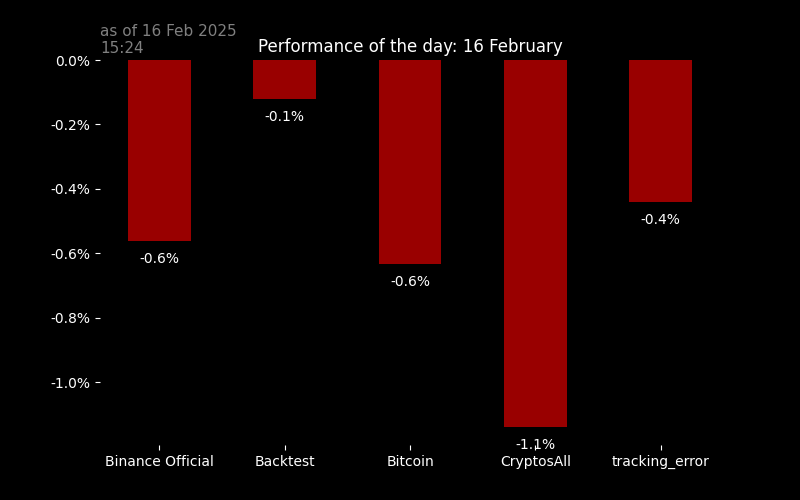 as of 16 Feb 2025
15:24
Performance of the day: 16 February
0.0%
-0.2%
-0.4%
-0.6%
-0.8%
-1.0%
-0.6%
-0.1%
-0.6%
-1.1%
-0.4%
Binance Official
Backtest
Bitcoin
CryptosAll
tracking_error